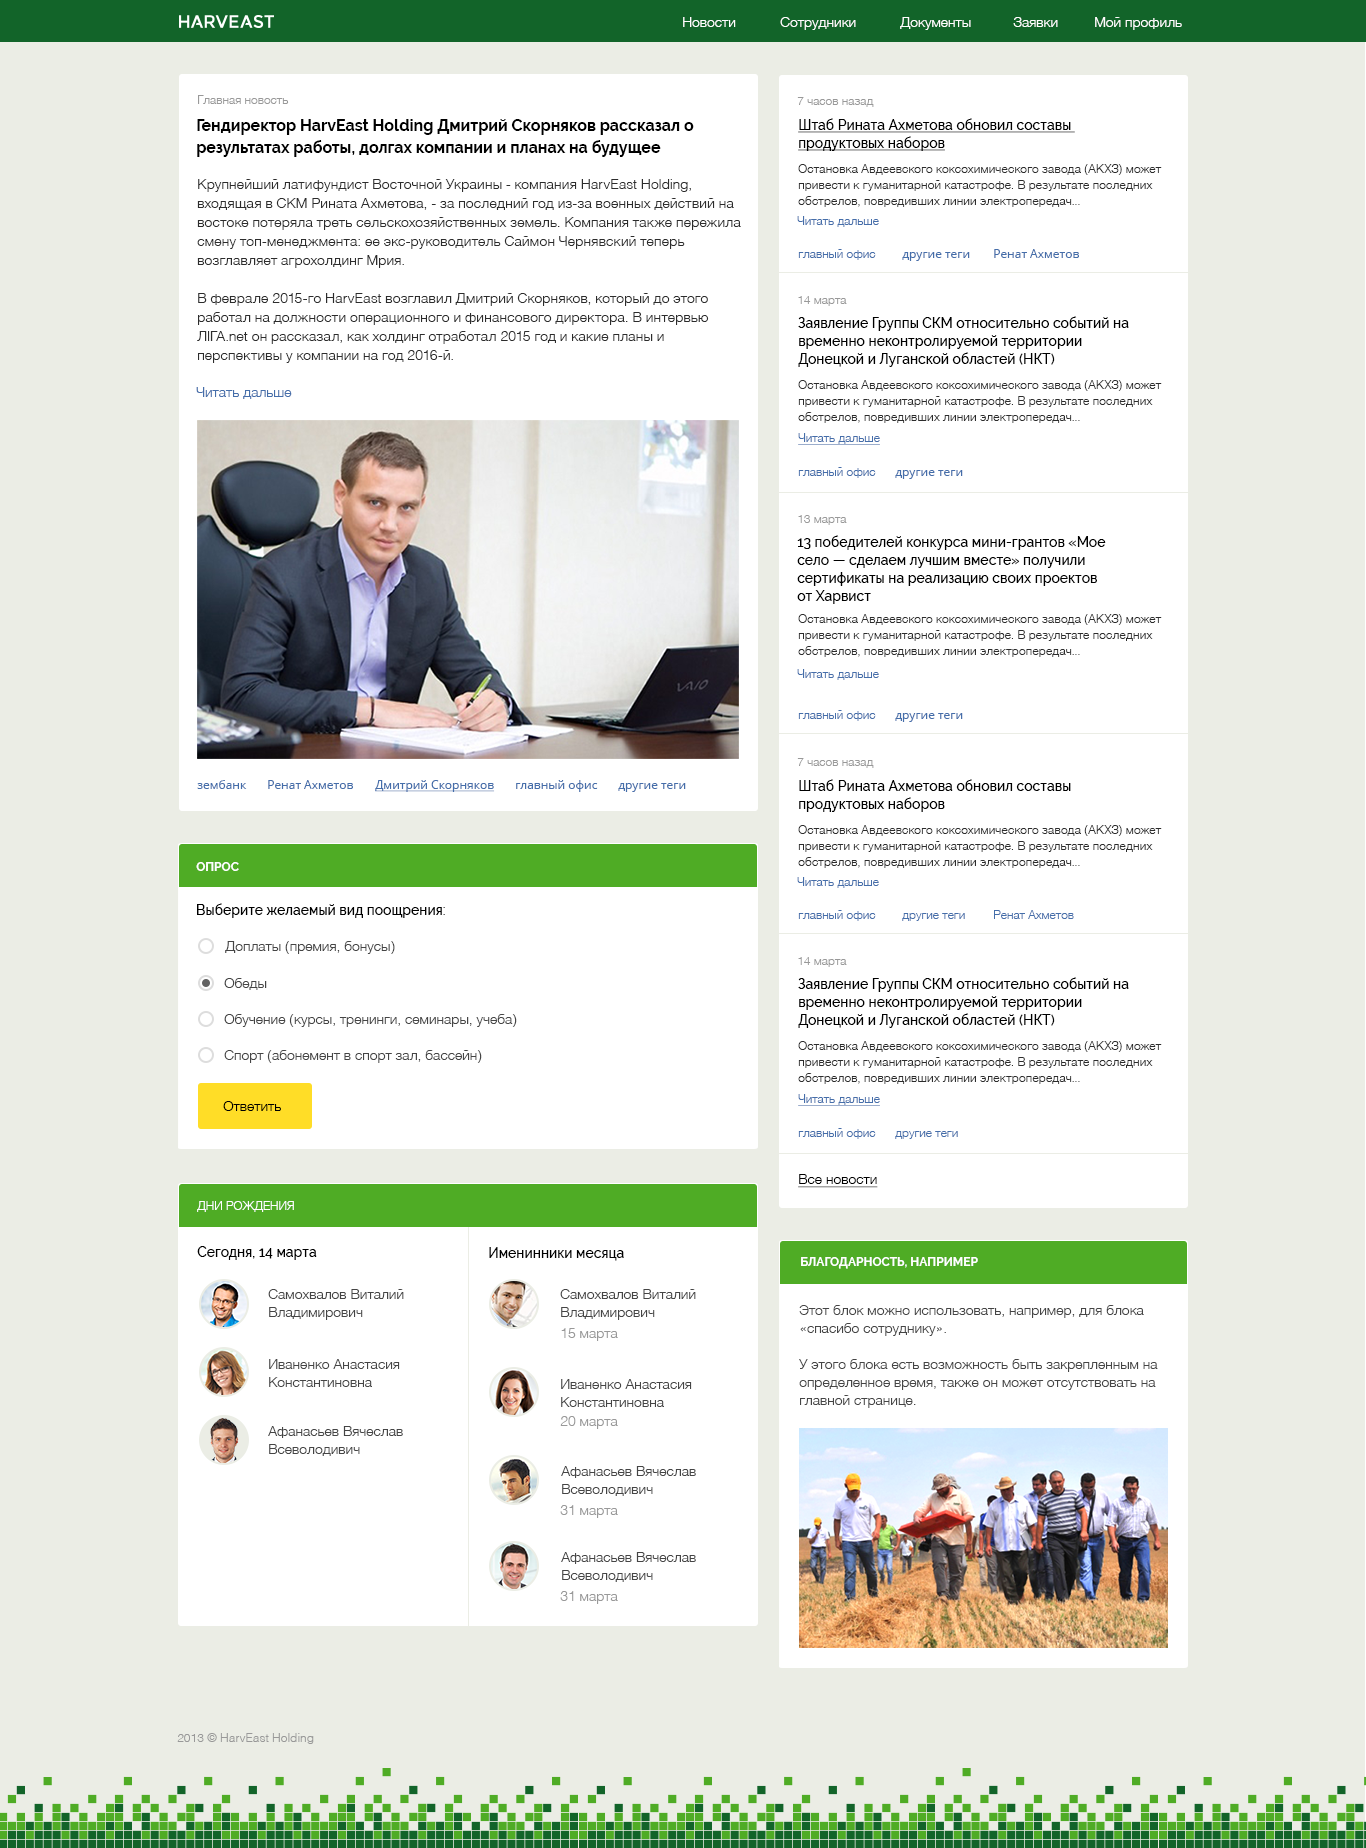 HARVEAST
Новости Сотрудники Документы Заявки Мой профиль
Главная новость
Гендиректор HarvEast Holding Дмитрий Скорняков рассказал о
результатах работы, долгах компании и планах на будущее
Крупнейший латифундист Восточной Украины - компания HarvEast Holding,
входящая в СКМ Рината Ахметова, - за последний год из-за военных действий на
востоке потеряла треть сельскохозяйственных земель. Компания также пережила
смену топ-менеджмента: ее экс-руководитель Саймон Чернявский теперь
возглавляет агрохолдинг Мрия.
В феврале 2015-го HarvEast возглавил Дмитрий Скорняков, который до этого
работал на должности операционного и финансового директора. В интервью
ЛІГА.net он рассказал, как холдинг отработал 2015 год и какие планы и
перспективы у компании на год 2016-й.
Читать дальше
VAIO
зембанк Ренат Ахметов Дмитрий Скорняков главный офис другие теги
ОПРОС
Выберите желаемый вид поощрения:
Доплаты (премия, бонусы)
Обеды
Обучение (курсы, тренинги, семинары, учеба)
Спорт (абонемент в спорт зал, бассейн)
Ответить
ДНИ РОЖДЕНИЯ
Сегодня, 14 марта
Самохвалов Виталий
Владимирович
Иваненко Анастасия
Константиновна
Афанасьев Вячеслав
Всеволодивич
Именинники месяца
Самохвалов Виталий
Владимирович
15 марта
Иваненко Анастасия
Константиновна
20 марта
Афанасьев Вячеслав
Всеволодивич
31 марта
Афанасьев Вячеслав
Всеволодивич
31 марта
7 часов назад
Штаб Рината Ахметова обновил составы
продуктовых наборов
Остановка Авдеевского коксохимического завода (АКХЗ) может
привести к гуманитарной катастрофе. В результате последних
обстрелов, повредивших линии электропередач...
Читать дальше
главный офис другие теги Ренат Ахметов
14 марта
Заявление Группы СКМ относительно событий на
временно неконтролируемой территории
Донецкой и Луганской областей (НКТ)
Остановка Авдеевского коксохимического завода (АКХЗ) может
привести к гуманитарной катастрофе. В результате последних
обстрелов, повредивших линии электропередач...
Читать дальше
главный офис другие теги
13 марта
13 победителей конкурса мини-грантов «Мое
село — сделаем лучшим вместе» получили
сертификаты на реализацию своих проектов
от Харвист
Остановка Авдеевского коксохимического завода (АКХЗ) может
привести к гуманитарной катастрофе. В результате последних
обстрелов, повредивших линии электропередач...
Читать дальше
главный офис другие теги
7 часов назад
Штаб Рината Ахметова обновил составы
продуктовых наборов
Остановка Авдеевского коксохимического завода (АКХЗ) может
привести к гуманитарной катастрофе. В результате последних
обстрелов, повредивших линии электропередач...
Читать дальше
главный офис другие теги Ренат Ахметов
14 марта
Заявление Группы СКМ относительно событий на
временно неконтролируемой территории
Донецкой и Луганской областей (НКТ)
Остановка Авдеевского коксохимического завода (АКХЗ) может
привести к гуманитарной катастрофе. В результате последних
обстрелов, повредивших линии электропередач...
Читать дальше
главный офис другие теги
Все новости
БЛАГОДАРНОСТЬ, НАПРИМЕР
Этот блок можно использовать, например, для блока
«спасибо сотруднику».
У этого блока есть возможность быть закрепленным на
определенное время, также он может отсутствовать на
главной странице.
2013 © HarvEast Holding